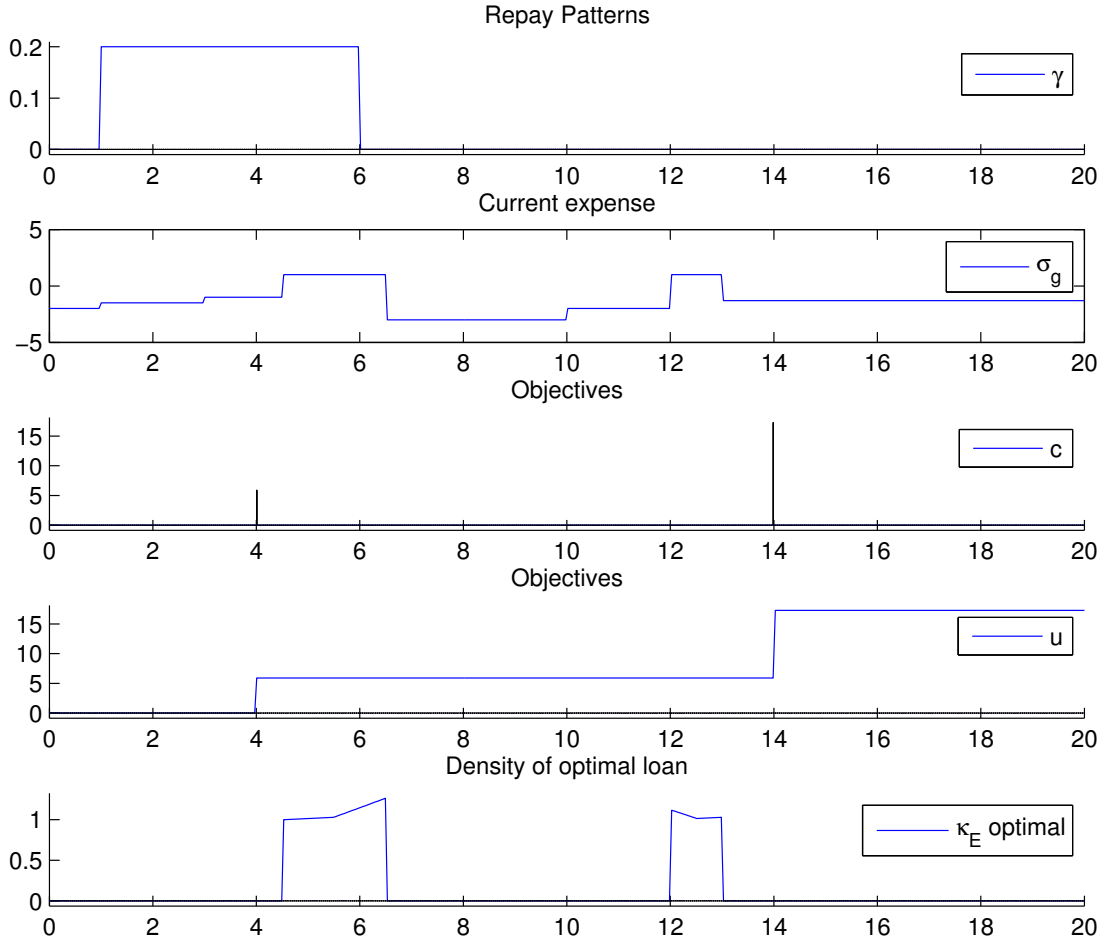 Repay Patterns
0.2
0.1
0
γ
0 2 4 6 8 10 12 14 16 18 20
Current expense
5
0
−5
σg
0 2 4 6 8 10 12 14 16 18 20
Objectives
15
10
5
0
c
0 2 4 6 8 10 12 14 16 18 20
Objectives
15
10
5
0
u
0 2 4 6 8 10 12 14 16 18 20
Density of optimal loan
1
0.5
0
κE optimal
0 2 4 6 8 10 12 14 16 18 20